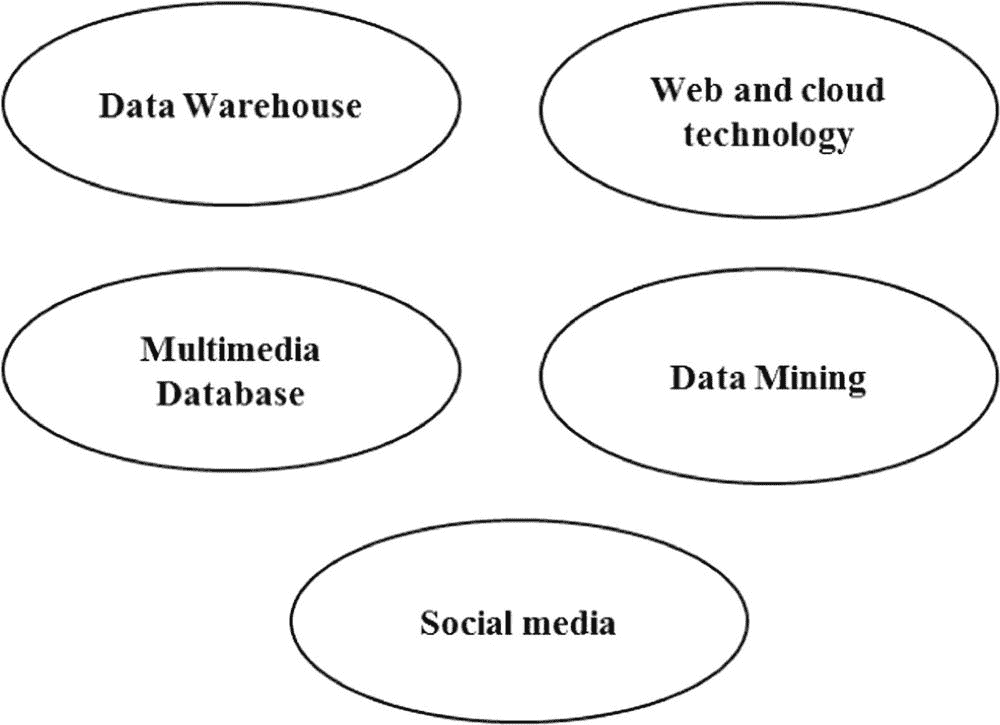 Data Warehouse
Web and cloud
technology
Multimedia
Database
Data Mining
Social media